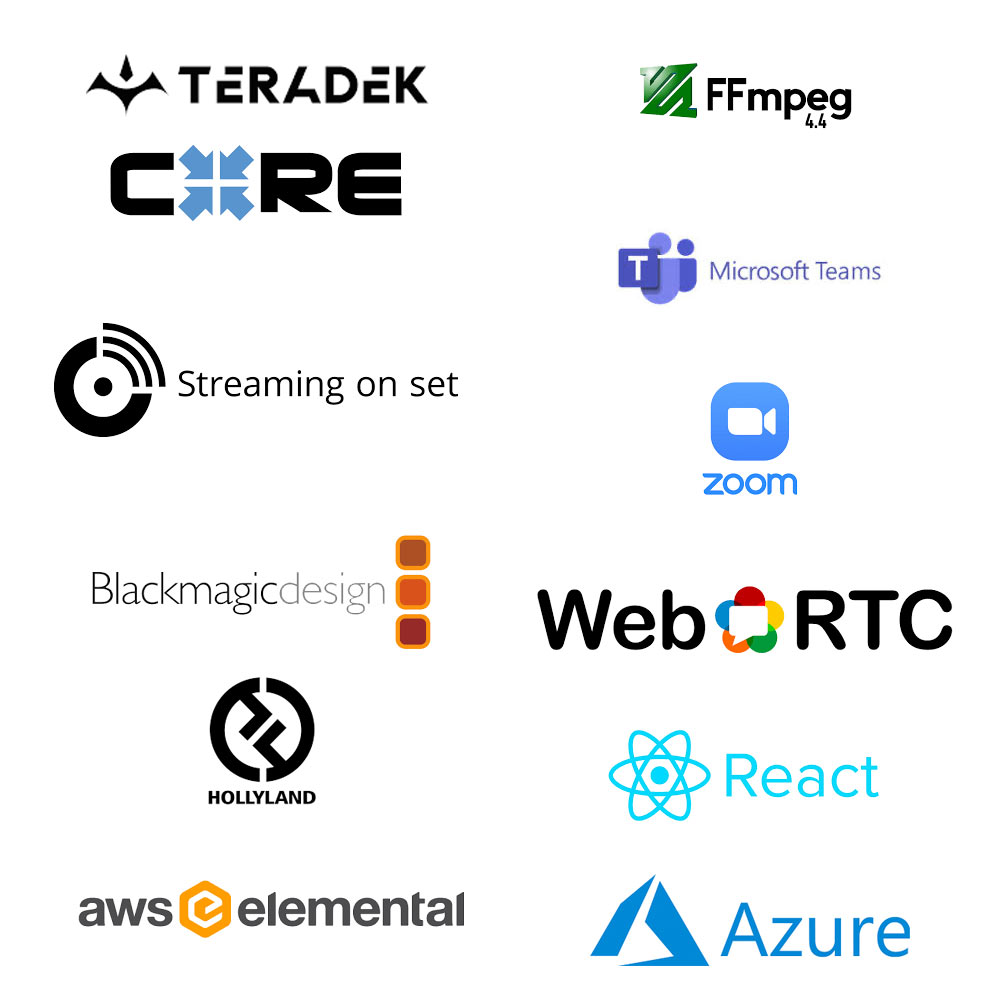 TERADEK
CORE
Streaming on set
Blackmagicdesign
HOLLYLAND
aws elemental
FFmpeg
4.4
T
Microsoft Teams
zoom
Web RTC
React
Azure